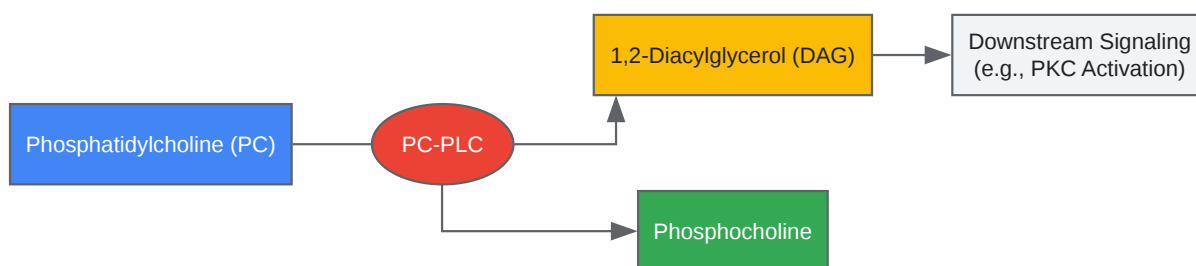 Phosphatidylcholine (PC)
PC-PLC
1,2-Diacylglycerol (DAG)
Downstream Signaling
(e.g., PKC Activation)
Phosphocholine